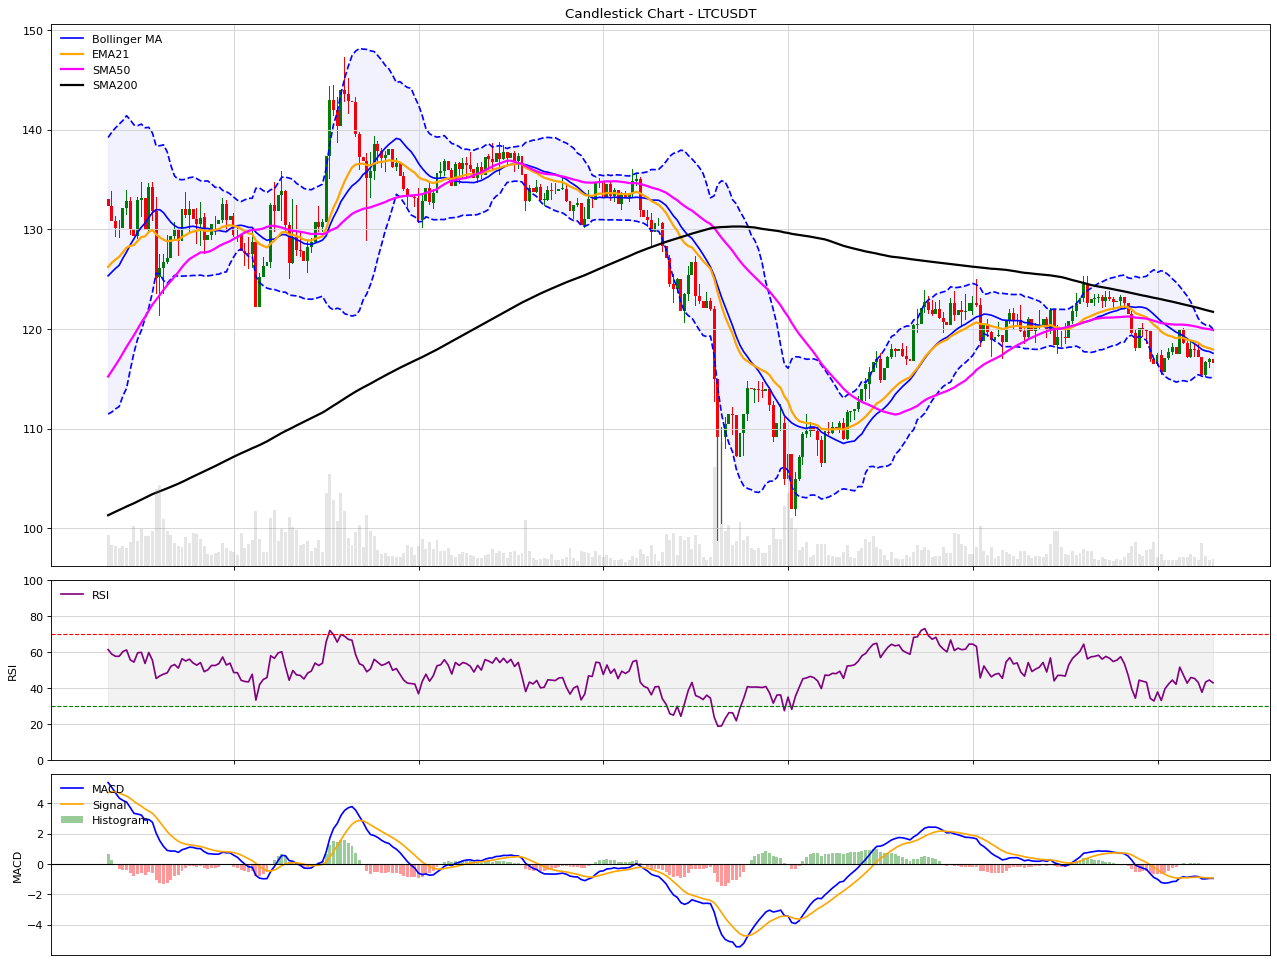 Candlestick Chart - LTCUSDT
150
140
130
120
110
100
Bollinger MA
EMA21
SMA50
SMA200
100
80
60
40
20
0
RSI
RSI
4
2
0
−2
−4
MACD
MACD
Signal
Histogram